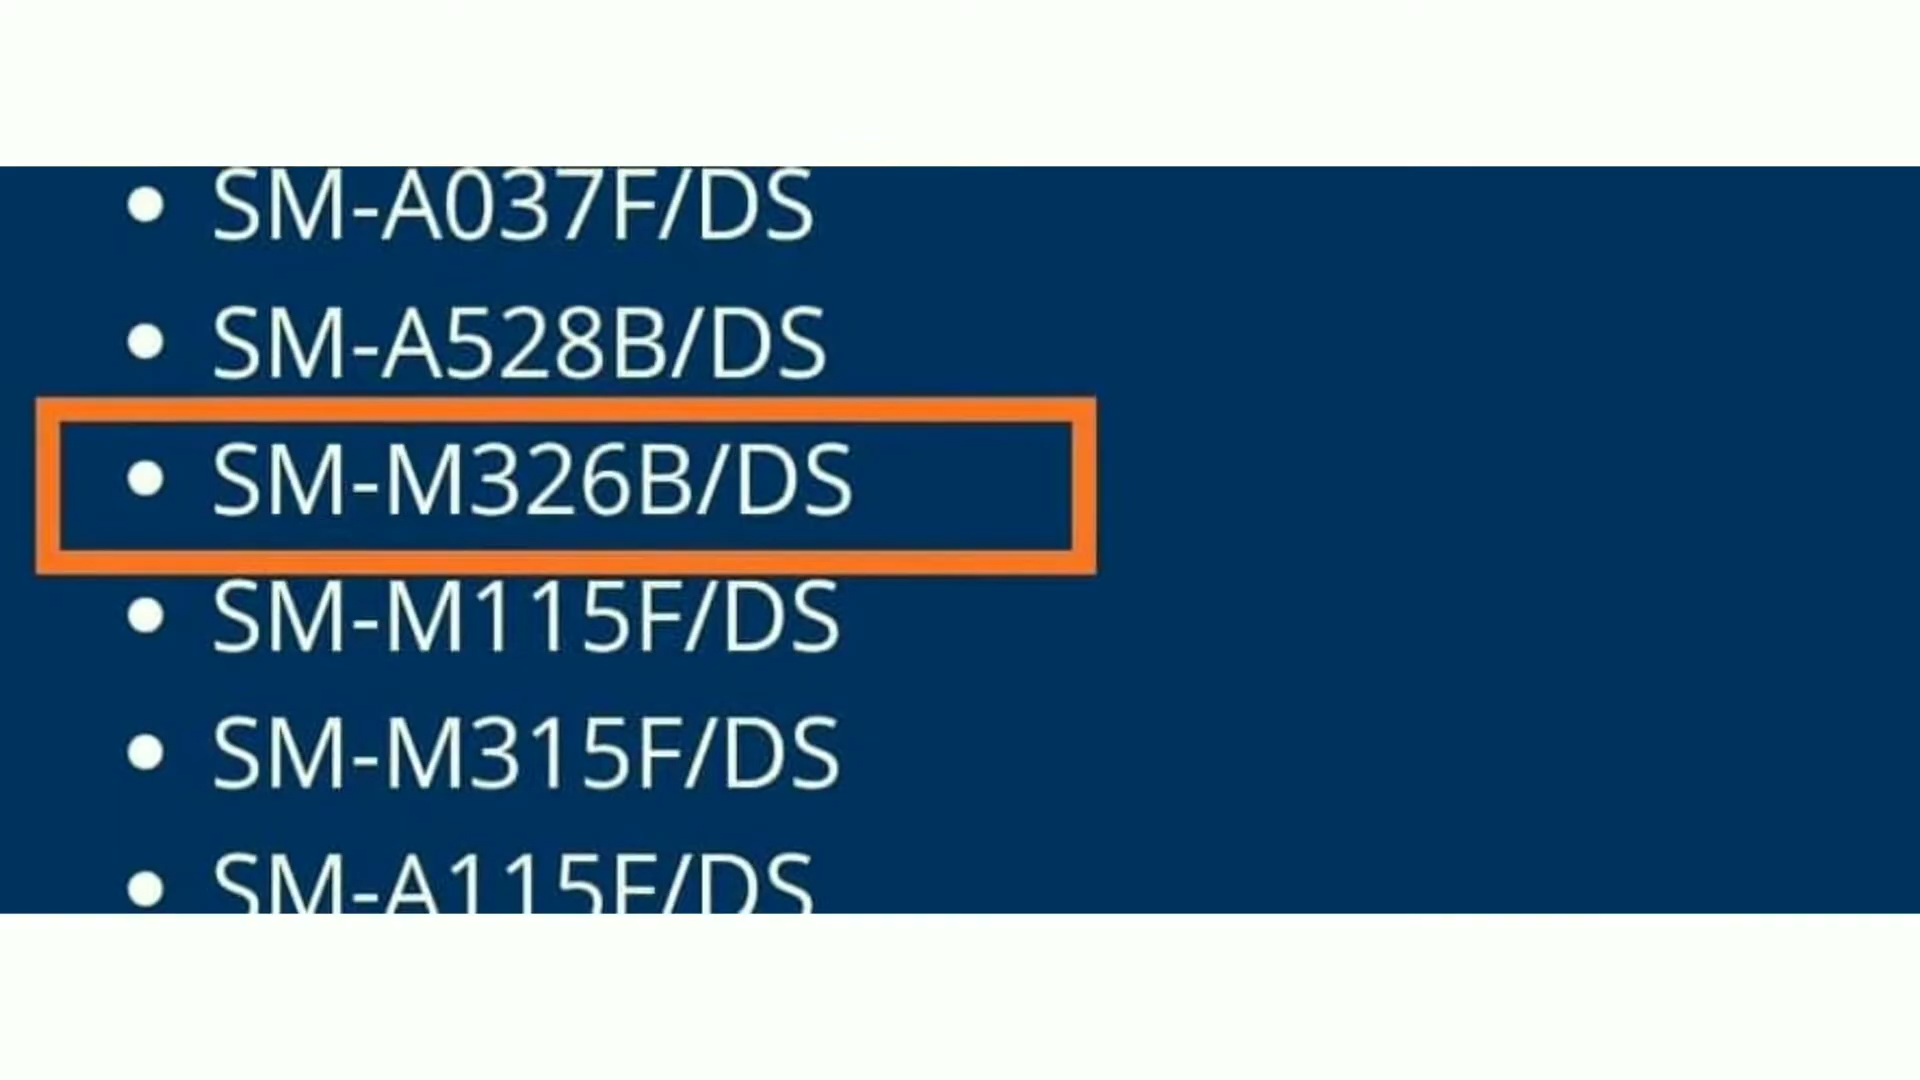 • SM-A037F/DS
• SM-A528B/DS
• SM-M326B/DS
• SM-M115F/DS
• SM-M315F/DS
• SM-A115F/DS